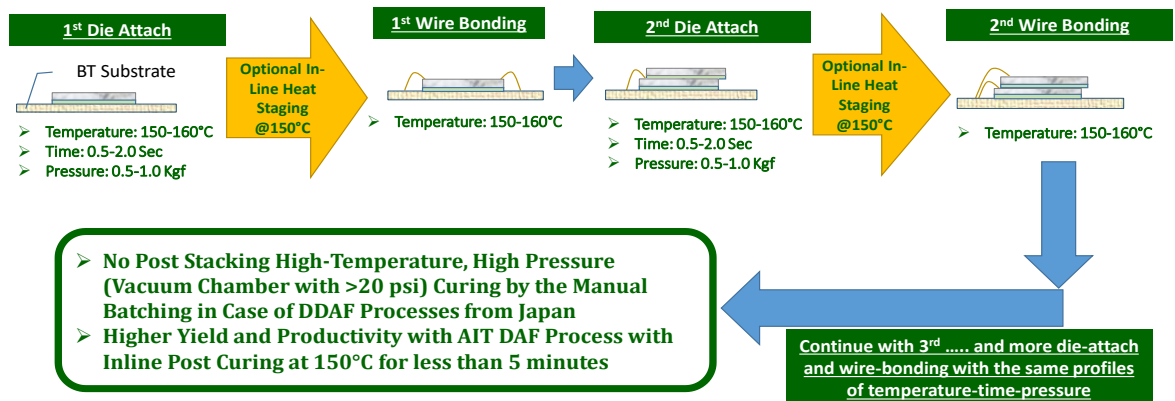 1st Die Attach
BT Substrate
➢ Temperature: 150-160°C
➢ Time: 0.5-2.0 Sec
➢ Pressure: 0.5-1.0 Kgf
Optional In-
Line Heat
Staging
@150°C
1st Wire Bonding
➢ Temperature: 150-160°C
2nd Die Attach
➢ Temperature: 150-160°C
➢ Time: 0.5-2.0 Sec
➢ Pressure: 0.5-1.0 Kgf
Optional In-
Line Heat
Staging
@150°C
2nd Wire Bonding
➢ Temperature: 150-160°C
➢ No Post Stacking High-Temperature, High Pressure
(Vacuum Chamber with >20 psi) Curing by the Manual
Batching in Case of DDAF Processes from Japan
➢ Higher Yield and Productivity with AIT DAF Process with
Inline Post Curing at 150°C for less than 5 minutes
Continue with 3rd ..... and more die-attach
and wire-bonding with the same profiles
of temperature-time-pressure